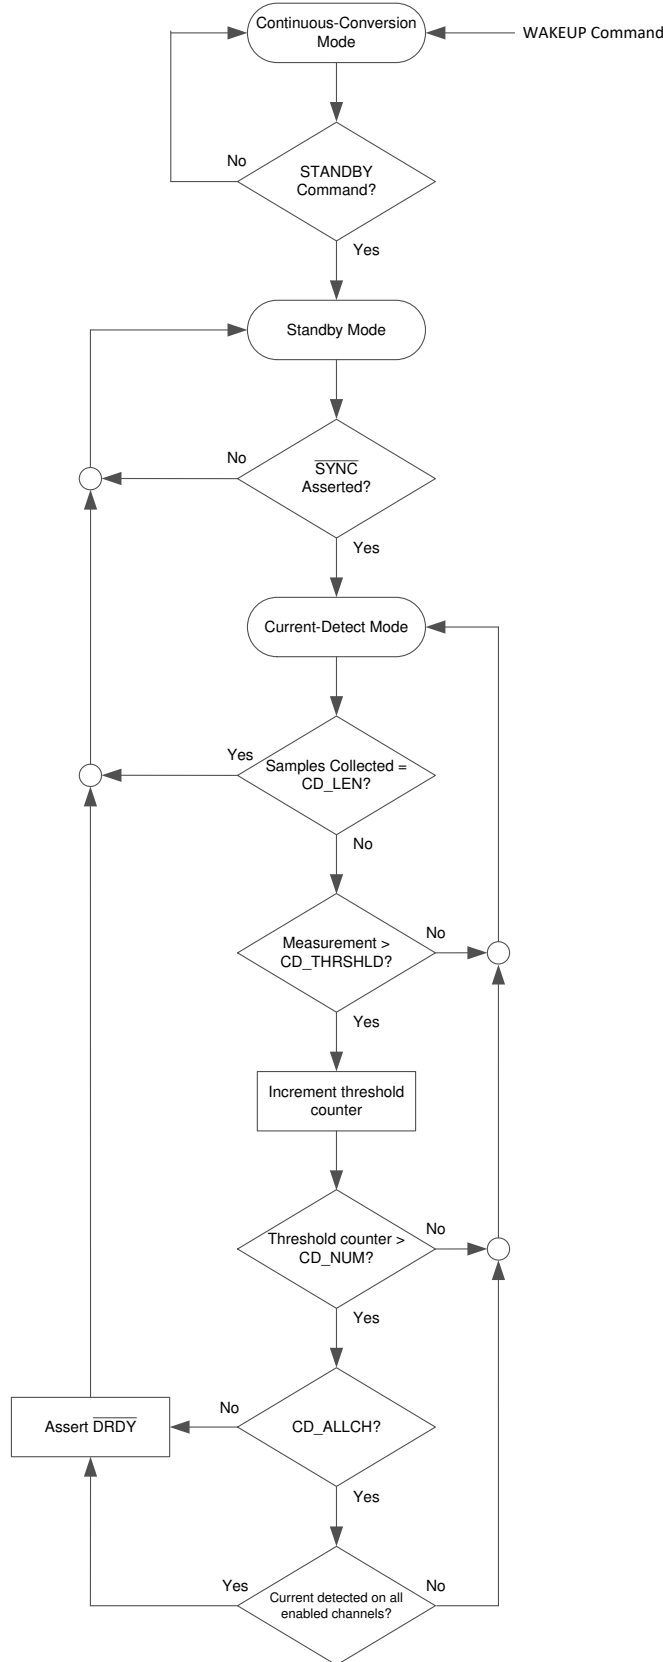 Continuous-Conversion
Mode
WAKEUP Command
No
STANDBY
Command?
Yes
Standby Mode
No
SYNC
Asserted?
Yes
Current-Detect Mode
Yes
Samples Collected =
CD_LEN?
No
Measurement >
CD_THRSHLD?
No
Yes
Increment threshold
counter
Threshold counter >
CD_NUM?
No
Yes
Assert DRDY
No
CD_ALLCH?
Yes
Yes
Current detected on all
enabled channels?
No